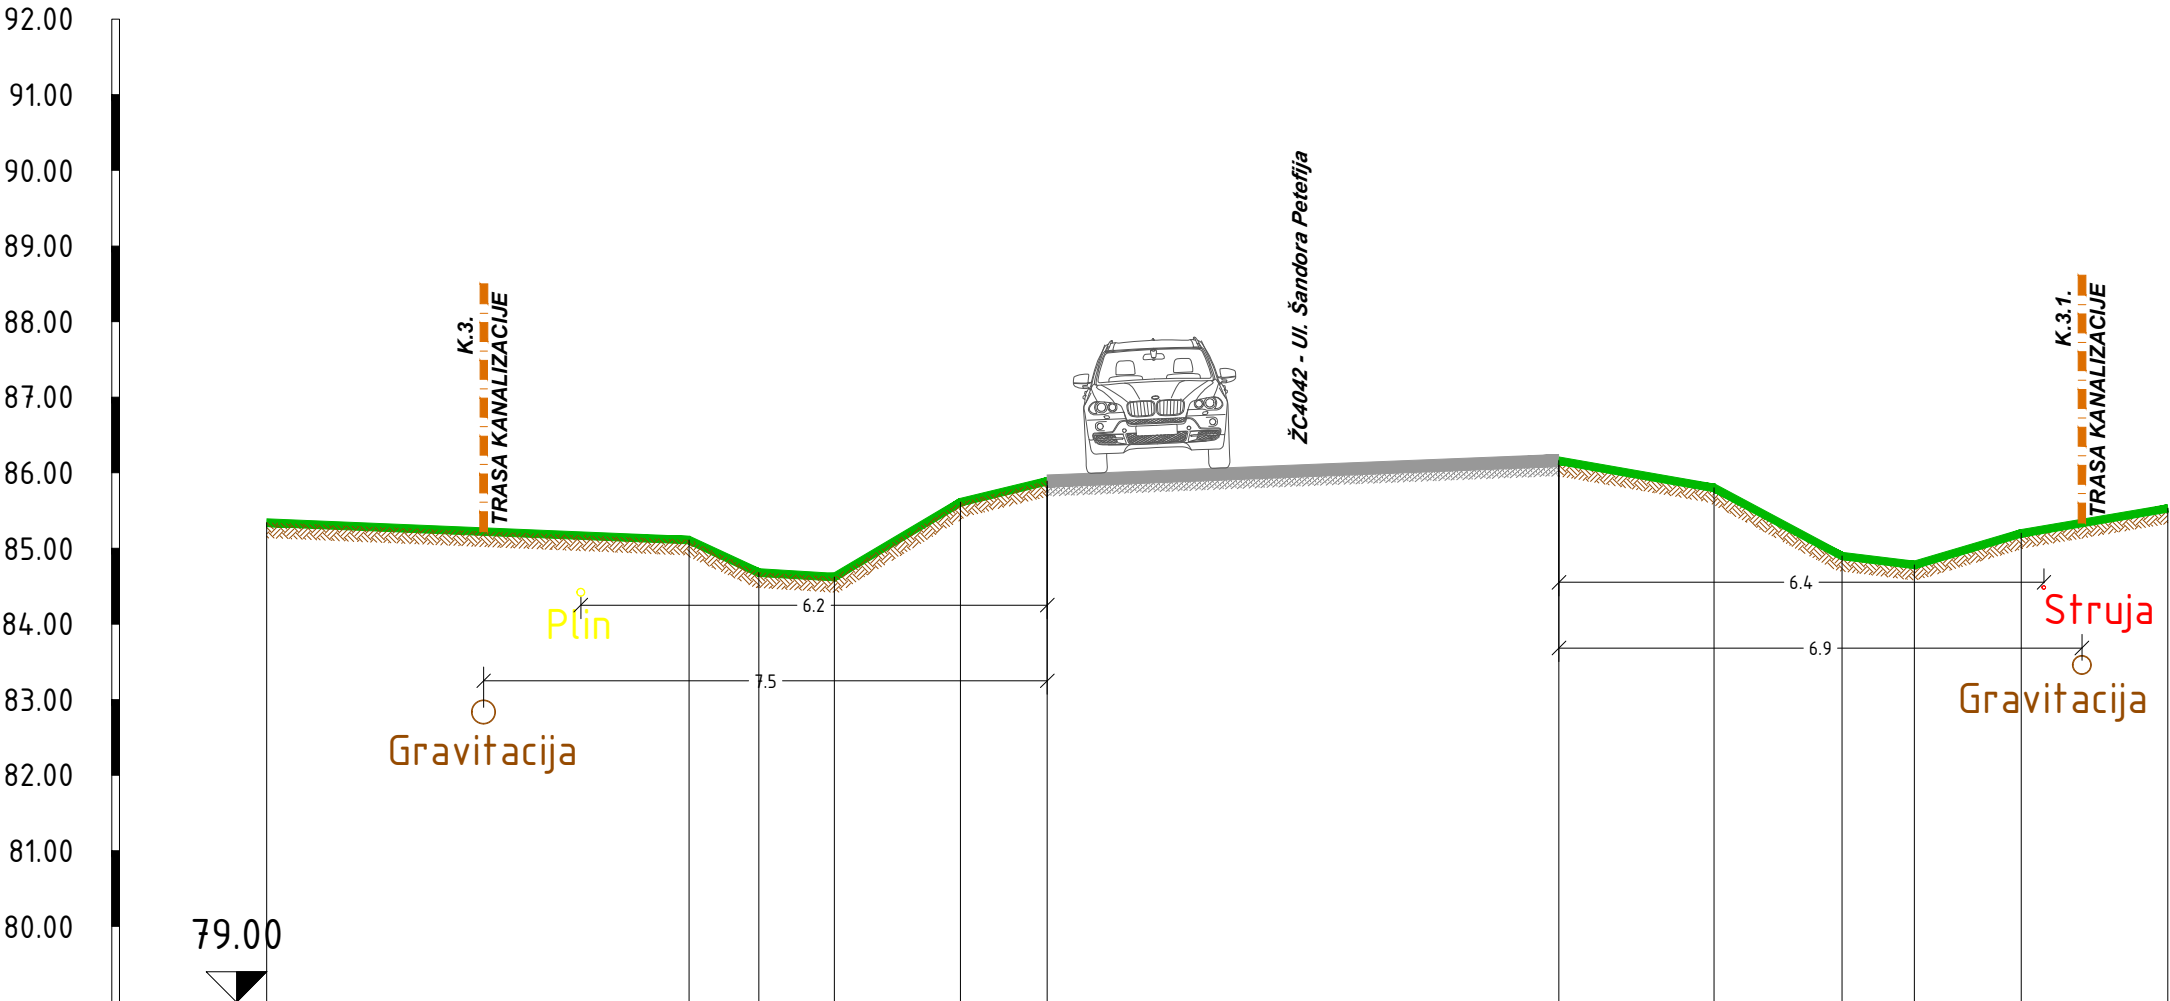 92.00
91.00
90.00
89.00
88.00
87.00
86.00
85.00
84.00
83.00
82.00
81.00
80.00
79.00
K.3.
TRASA KANALIZACIJE
ŽC4042 - Ul. Šandora Petefija
K.3.1.
TRASA KANALIZACIJE
Plin
6.2
7.5
Gravitacija
6.4
Struja
6.9
Gravitacija